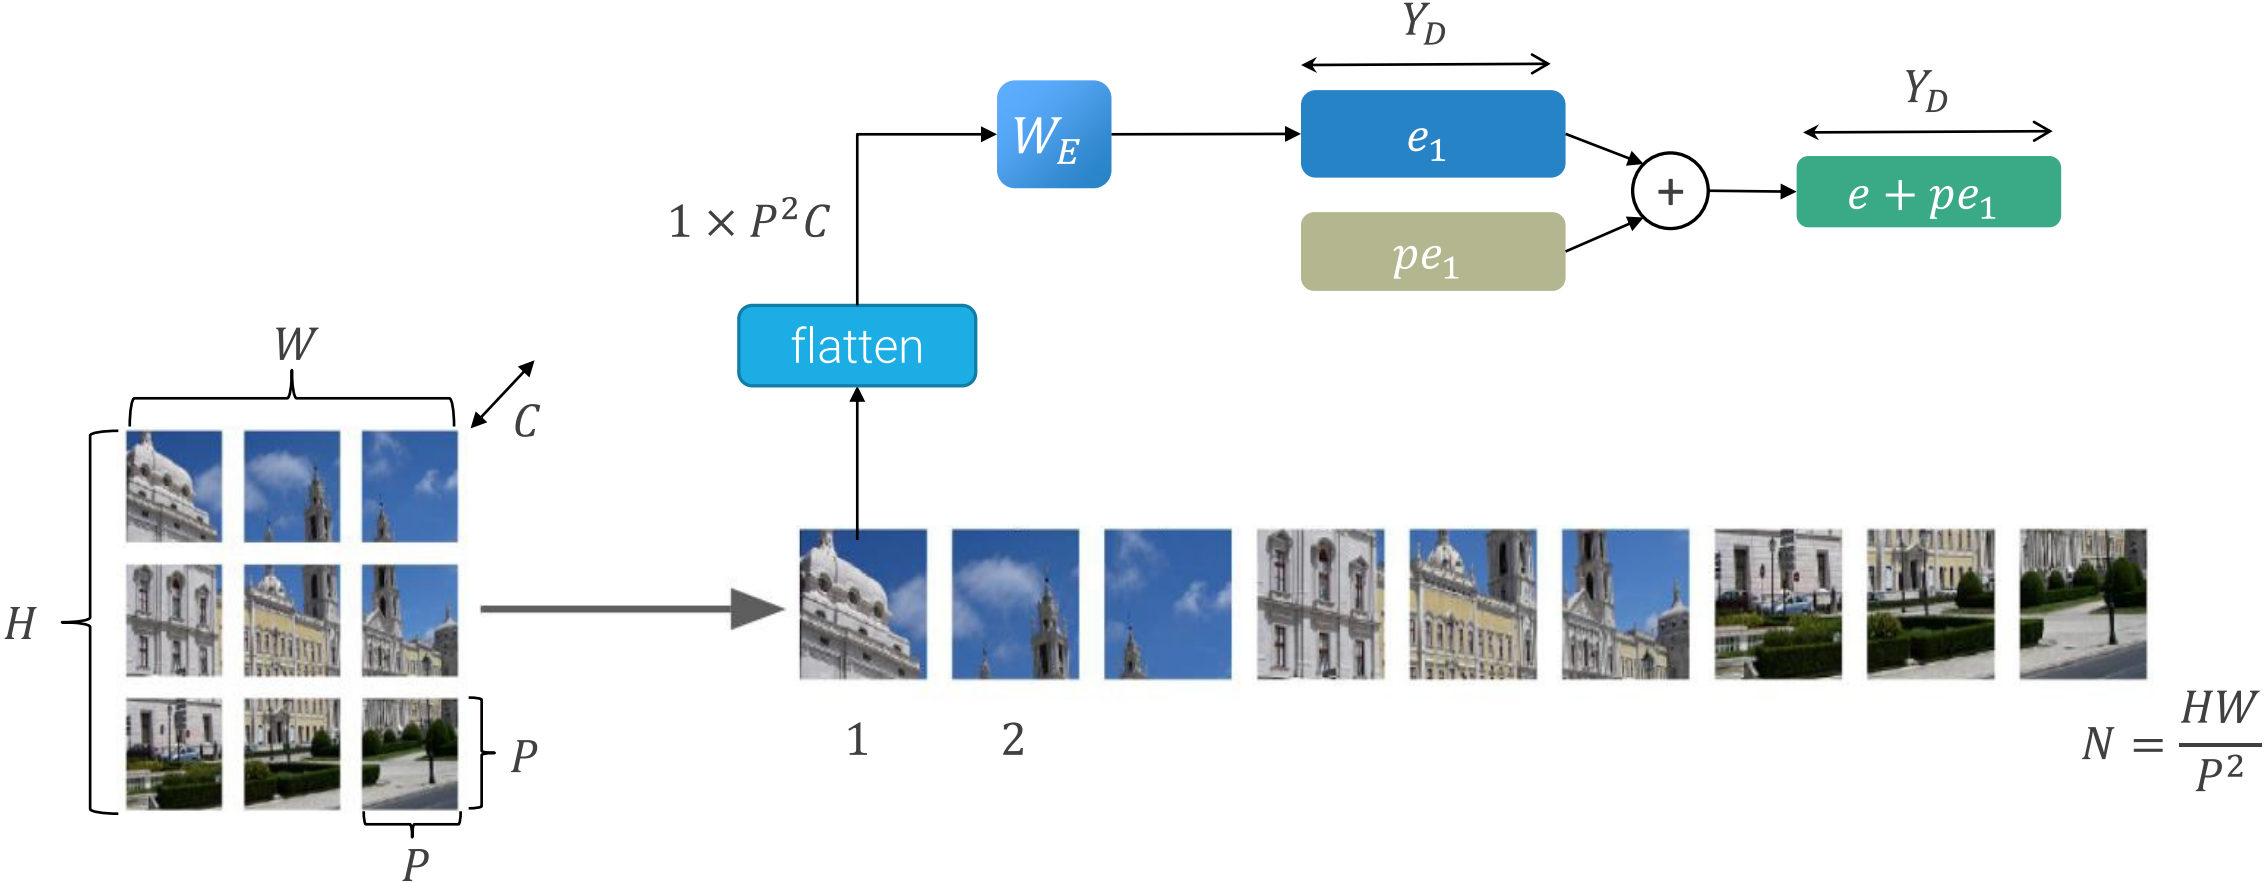 Y_D
Y_D
W_E
e_1
e + pe_1
+
1 × P²C
pe_1
flatten
W
C
H
P
P
1
2
N = HW/P²